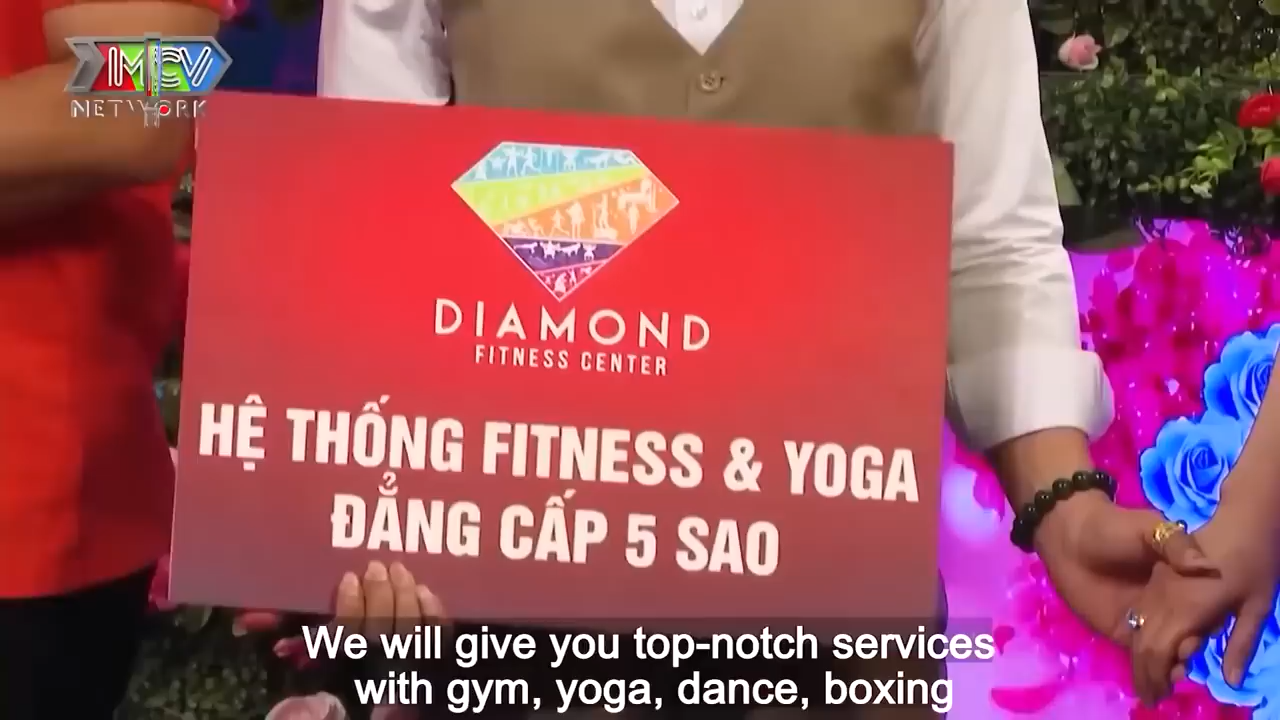 MCV
NETWORK
DIAMOND
FITNESS CENTER
HỆ THỐNG FITNESS & YOGA
ĐẲNG CẤP 5 SAO
We will give you top-notch services
with gym, yoga, dance, boxing